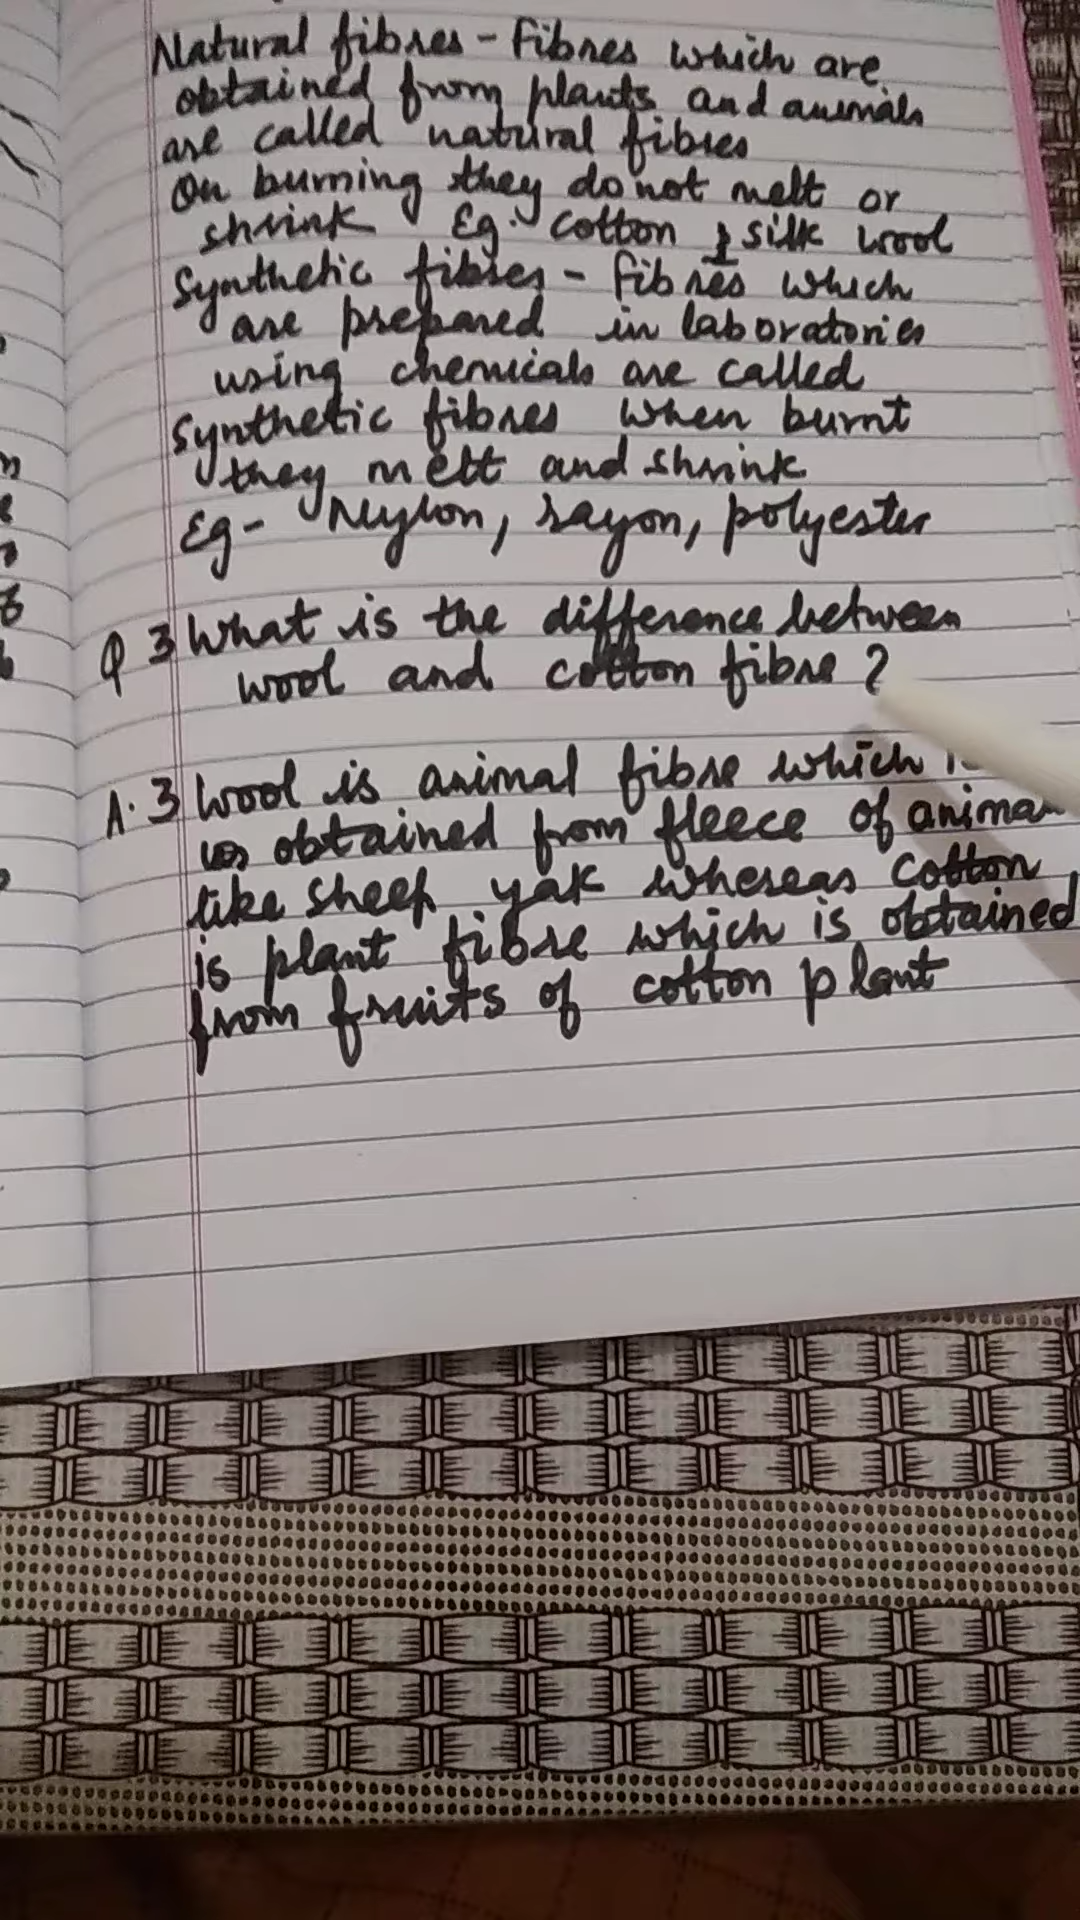 Natural fibres - Fibres which are
obtained from plants and animals
are called natural fibres
On burning they do not melt or
shrink Eg. Cotton, silk wool
Synthetic fibres - Fibres which
are prepared in laboratories
using chemicals are called
synthetic fibres when burnt
they melt and shrink
Eg- Nylon, rayon, polyester
Q 3 What is the difference between
wool and cotton fibre ?
A. 3 Wool is animal fibre which
obtained from fleece of animal
like sheep yak whereas cotton
is plant fibre which is obtained
from fruits of cotton plant